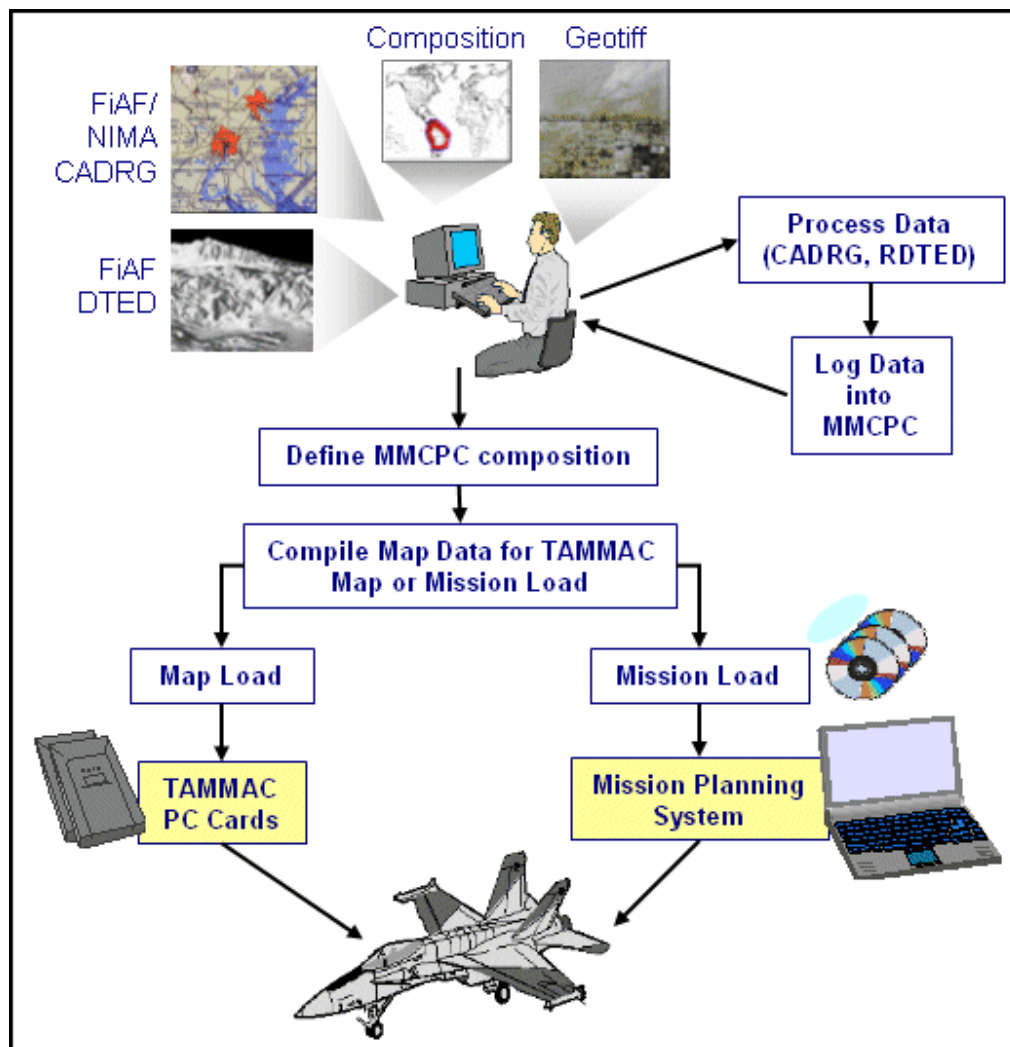 Composition
Geotiff
FiAF/
NIMA
CADRG
FiAF
DTED
Process Data
(CADRG, RDTED)
Log Data
into
MMCPC
Define MMCPC composition
Compile Map Data for TAMMAC
Map or Mission Load
Map Load
Mission Load
TAMMAC
PC Cards
Mission Planning
System